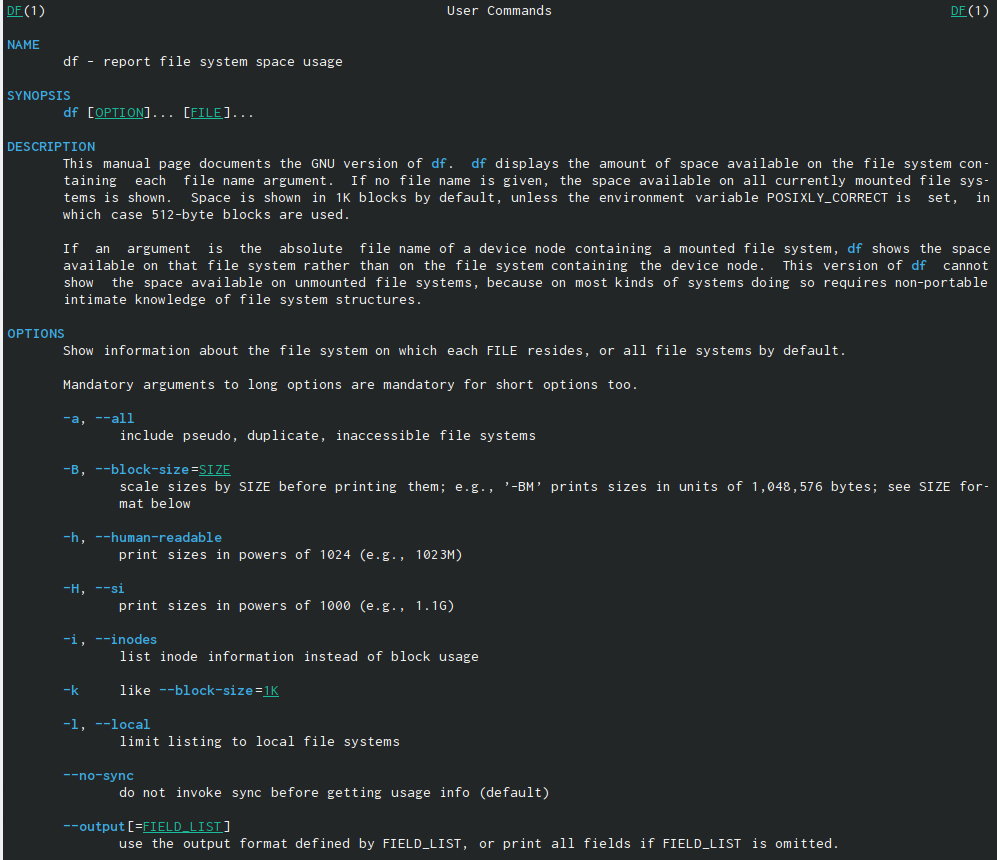 DF(1) User Commands DF(1)
NAME
df - report file system space usage
SYNOPSIS
df [OPTION]... [FILE]...
DESCRIPTION
This manual page documents the GNU version of df. df displays the amount of space available on the file system con-
taining each file name argument. If no file name is given, the space available on all currently mounted file sys-
tems is shown. Space is shown in 1K blocks by default, unless the environment variable POSIXLY_CORRECT is set, in
which case 512-byte blocks are used.
If an argument is the absolute file name of a device node containing a mounted file system, df shows the space
available on that file system rather than on the file system containing the device node. This version of df cannot
show the space available on unmounted file systems, because on most kinds of systems doing so requires non-portable
intimate knowledge of file system structures.
OPTIONS
Show information about the file system on which each FILE resides, or all file systems by default.
Mandatory arguments to long options are mandatory for short options too.
-a, --all
include pseudo, duplicate, inaccessible file systems
-B, --block-size=SIZE
scale sizes by SIZE before printing them; e.g., ’-BM’ prints sizes in units of 1,048,576 bytes; see SIZE for-
mat below
-h, --human-readable
print sizes in powers of 1024 (e.g., 1023M)
-H, --si
print sizes in powers of 1000 (e.g., 1.1G)
-i, --inodes
list inode information instead of block usage
-k like --block-size=1K
-l, --local
limit listing to local file systems
--no-sync
do not invoke sync before getting usage info (default)
--output[=FIELD_LIST]
use the output format defined by FIELD_LIST, or print all fields if FIELD_LIST is omitted.